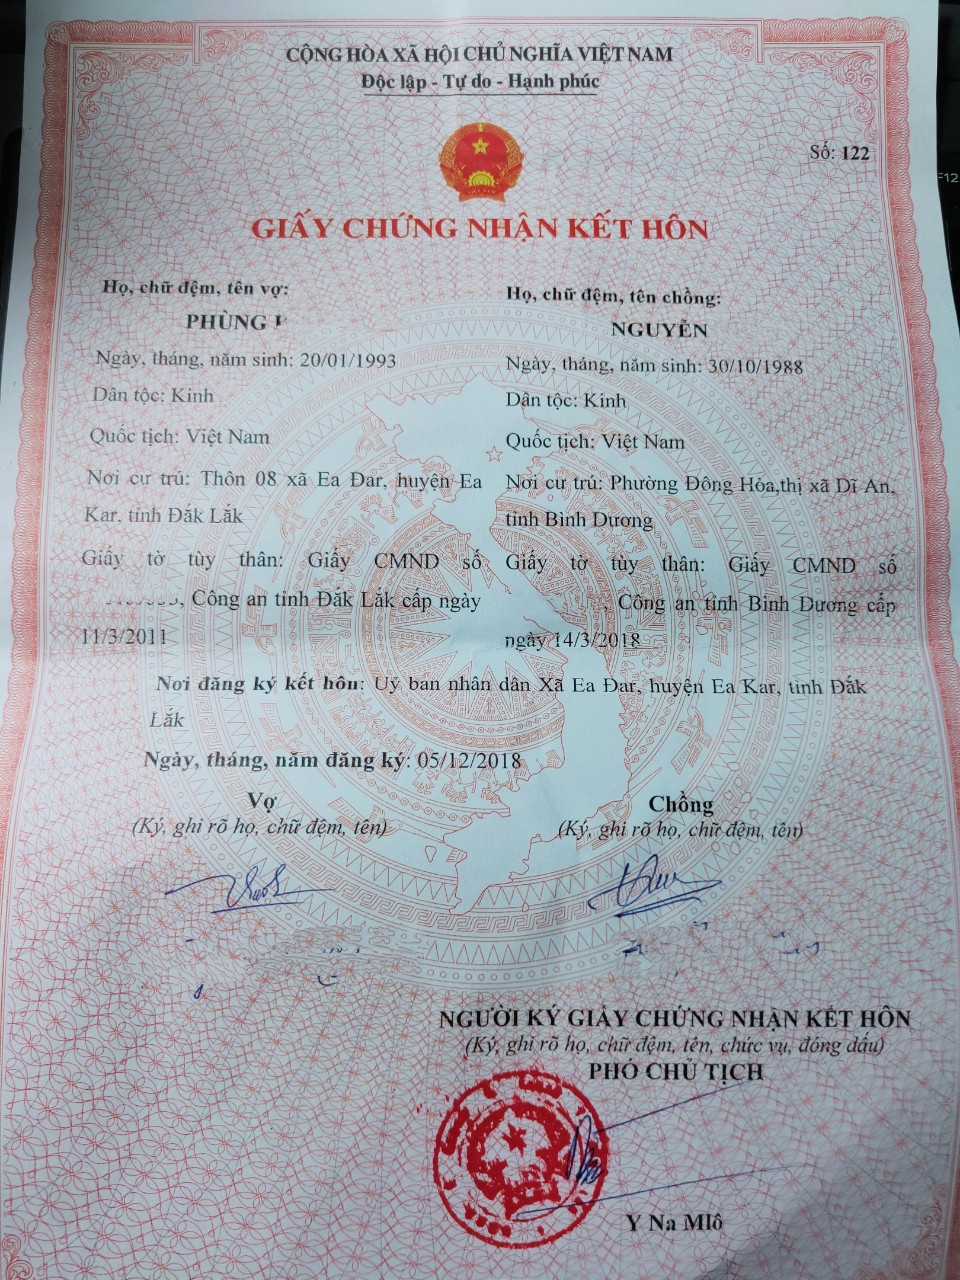 CỘNG HÒA XÃ HỘI CHỦ NGHĨA VIỆT NAM
Độc lập - Tự do - Hạnh phúc
Số: 122
F12
GIẤY CHỨNG NHẬN KẾT HÔN
Họ, chữ đệm, tên vợ:
PHÙNG
Ngày, tháng, năm sinh: 20/01/1993
Dân tộc: Kinh
Quốc tịch: Việt Nam
Nơi cư trú: Thôn 08 xã Ea Đar, huyện Ea
Kar, tỉnh Đắk Lắk
Giấy tờ tùy thân: Giấy CMND số
, Công an tỉnh Đắk Lắk cấp ngày
11/3/2011
Họ, chữ đệm, tên chồng:
NGUYỄN
Ngày, tháng, năm sinh: 30/10/1988
Dân tộc: Kinh
Quốc tịch: Việt Nam
Nơi cư trú: Phường Đông Hòa,thị xã Dĩ An,
tỉnh Bình Dương
Giấy tờ tùy thân: Giấy CMND số
, Công an tỉnh Bình Dương cấp
ngày 14/3/2018
Nơi đăng ký kết hôn: Uỷ ban nhân dân Xã Ea Đar, huyện Ea Kar, tỉnh Đắk
Lắk
Ngày, tháng, năm đăng ký: 05/12/2018
Vợ
(Ký, ghi rõ họ, chữ đệm, tên)
Chồng
(Ký, ghi rõ họ, chữ đệm, tên)
NGƯỜI KÝ GIẤY CHỨNG NHẬN KẾT HÔN
(Ký, ghi rõ họ, chữ đệm, tên, chức vụ, đóng dấu)
PHÓ CHỦ TỊCH
Y Na Mlô